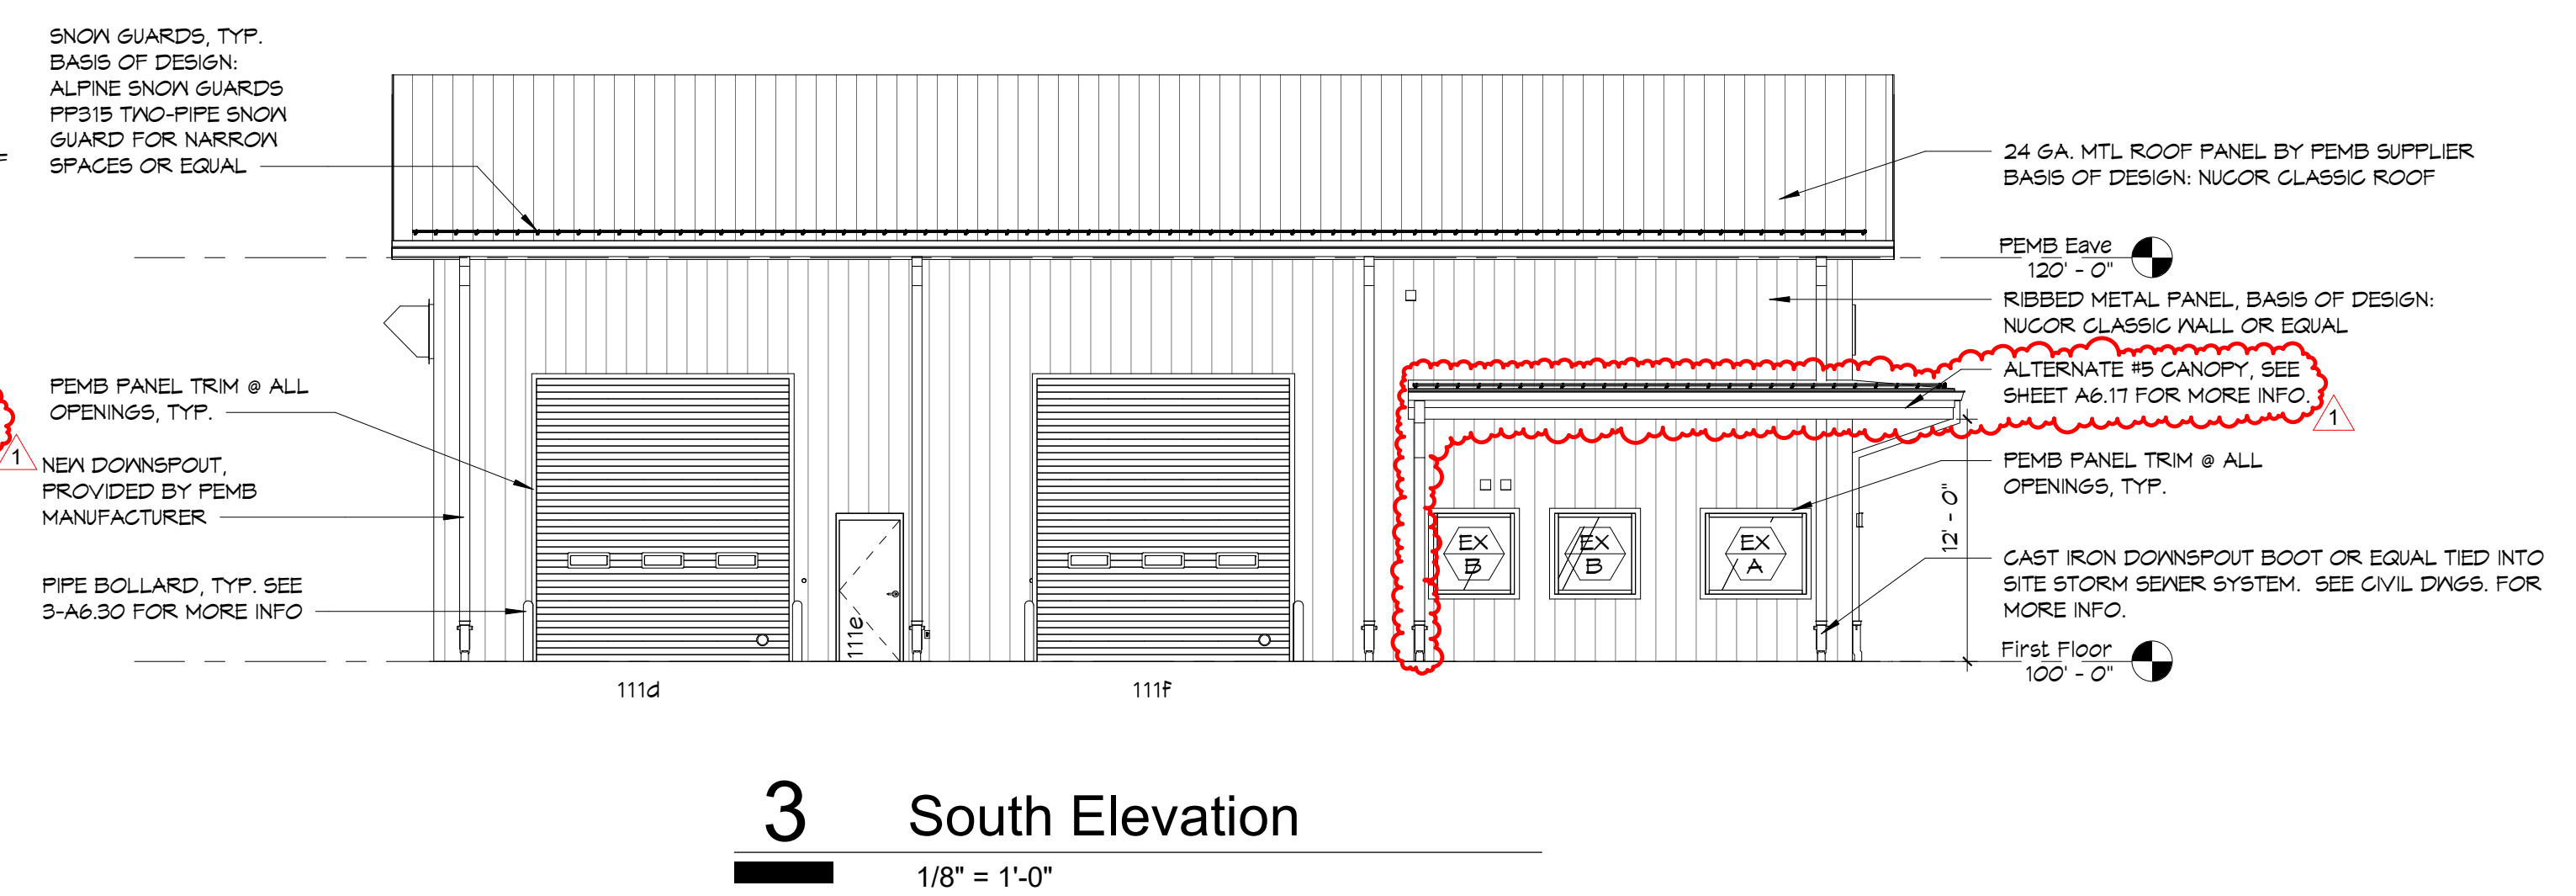 SNOW GUARDS, TYP.
BASIS OF DESIGN:
ALPINE SNOW GUARDS
PP315 TWO-PIPE SNOW
GUARD FOR NARROW
SPACES OR EQUAL
24 GA. MTL ROOF PANEL BY PEMB SUPPLIER
BASIS OF DESIGN: NUCOR CLASSIC ROOF
PEMB Eave
120' - 0"
RIBBED METAL PANEL, BASIS OF DESIGN:
NUCOR CLASSIC WALL OR EQUAL
ALTERNATE #5 CANOPY, SEE
SHEET A6.17 FOR MORE INFO.
1
PEMB PANEL TRIM @ ALL
OPENINGS, TYP.
1
NEW DOWNSPOUT,
PROVIDED BY PEMB
MANUFACTURER
PIPE BOLLARD, TYP. SEE
3-A6.30 FOR MORE INFO
PEMB PANEL TRIM @ ALL
OPENINGS, TYP.
12' - 0"
EX
B
EX
B
EX
A
CAST IRON DOWNSPOUT BOOT OR EQUAL TIED INTO
SITE STORM SEWER SYSTEM. SEE CIVIL DWGS. FOR
MORE INFO.
First Floor
100' - 0"
111e
111d
111f
3
South Elevation
1/8" = 1'-0"